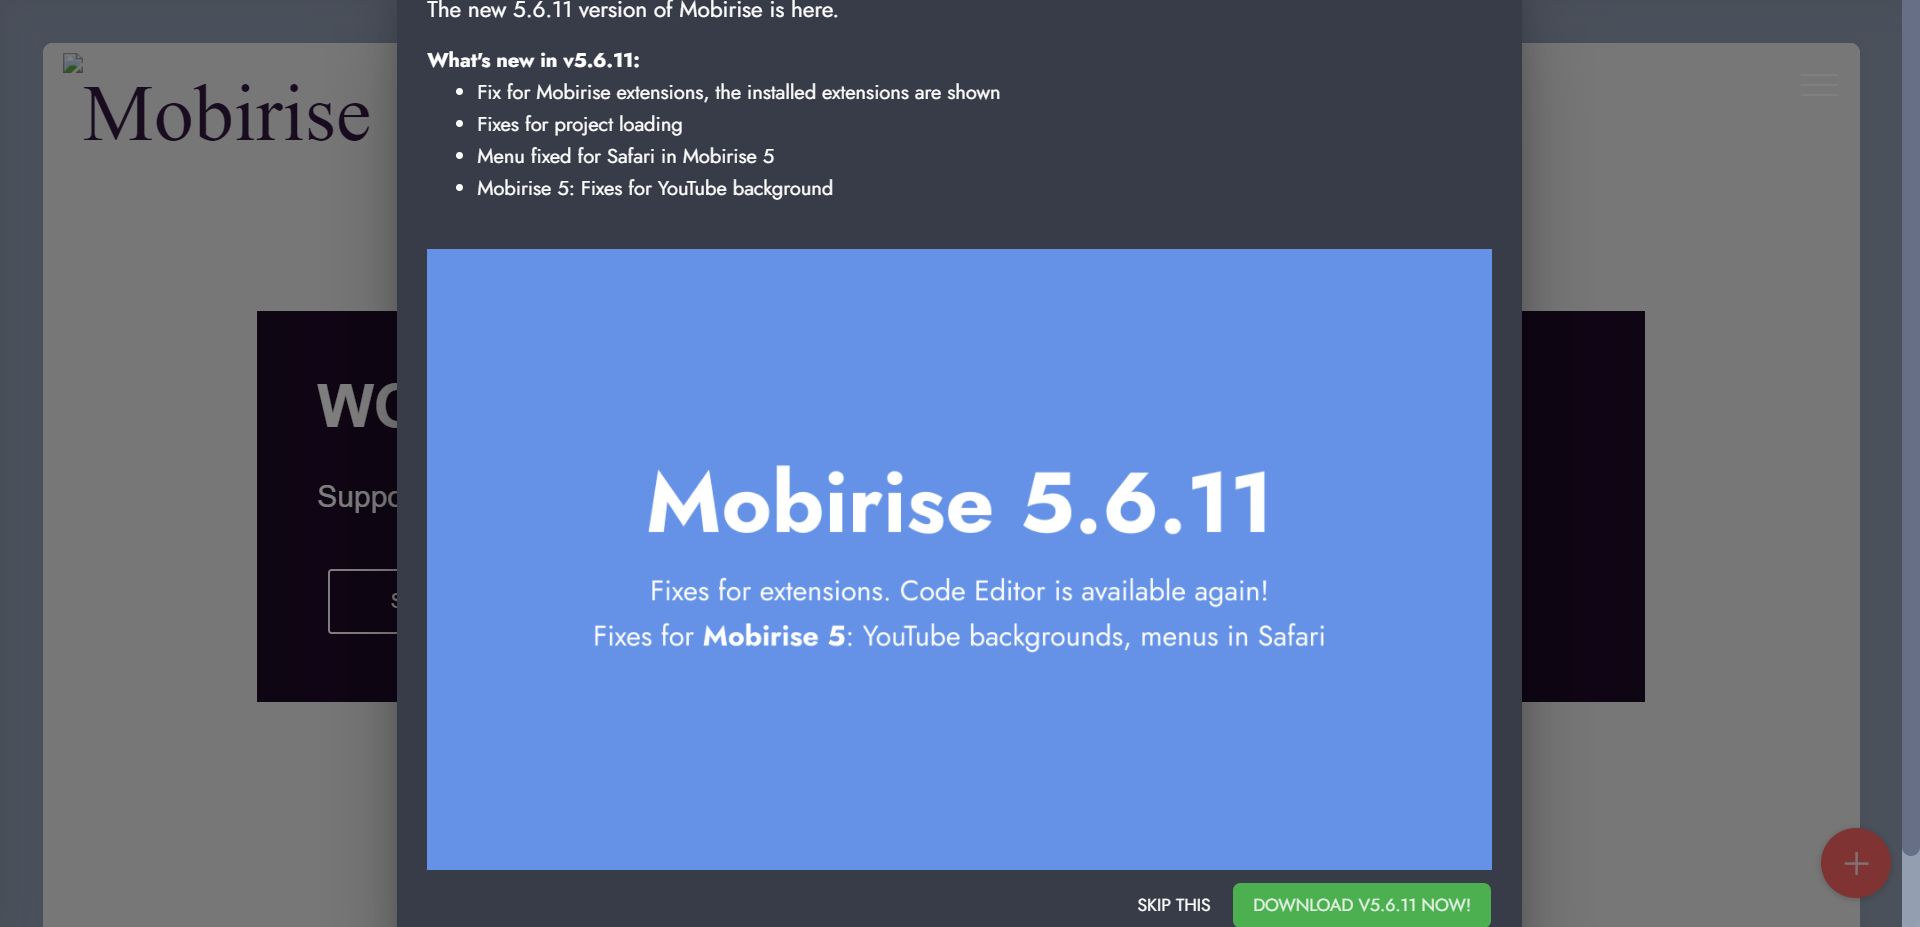 The new 5.6.11 version of Mobirise is here.
What's new in v5.6.11:
Fix for Mobirise extensions, the installed extensions are shown
Fixes for project loading
Menu fixed for Safari in Mobirise 5
Mobirise 5: Fixes for YouTube background
Mobirise
Mobirise 5.6.11
Fixes for extensions. Code Editor is available again!
Fixes for Mobirise 5: YouTube backgrounds, menus in Safari
SKIP THIS
DOWNLOAD V5.6.11 NOW!